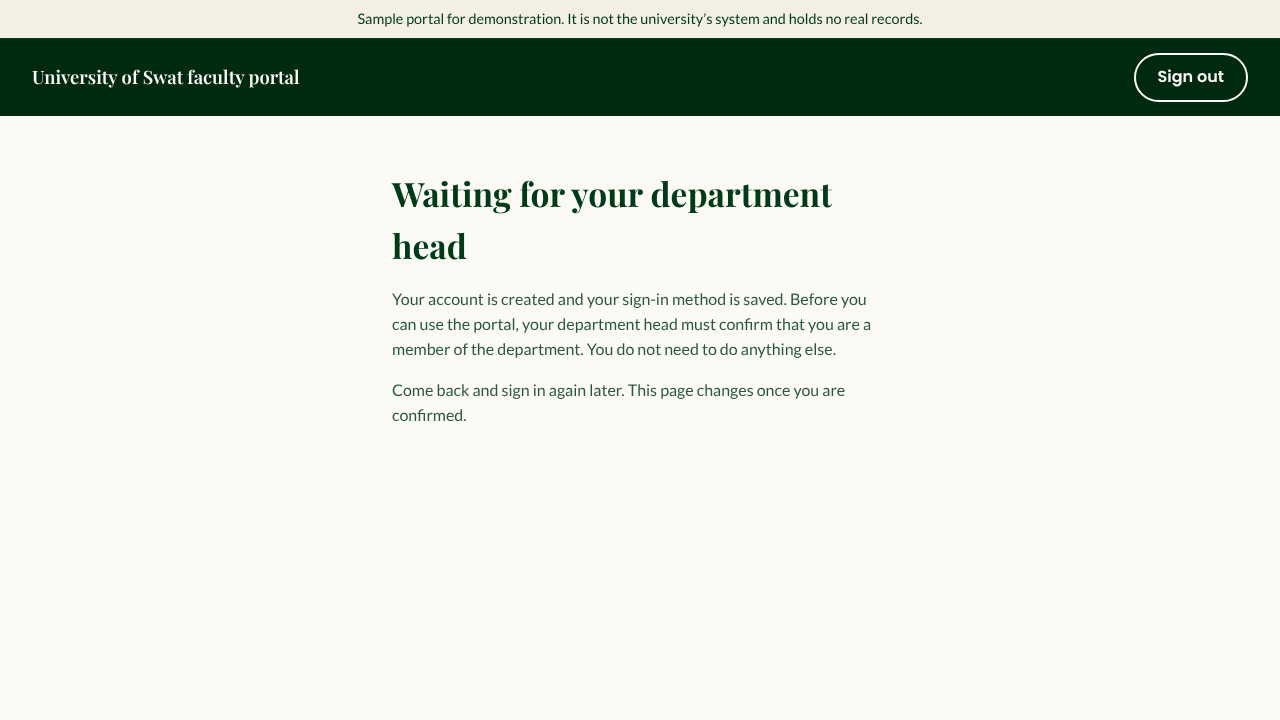 Sample portal for demonstration. It is not the university’s system and holds no real records.
University of Swat faculty portal
Sign out
Waiting for your department
head
Your account is created and your sign-in method is saved. Before you
can use the portal, your department head must confirm that you are a
member of the department. You do not need to do anything else.
Come back and sign in again later. This page changes once you are
confirmed.